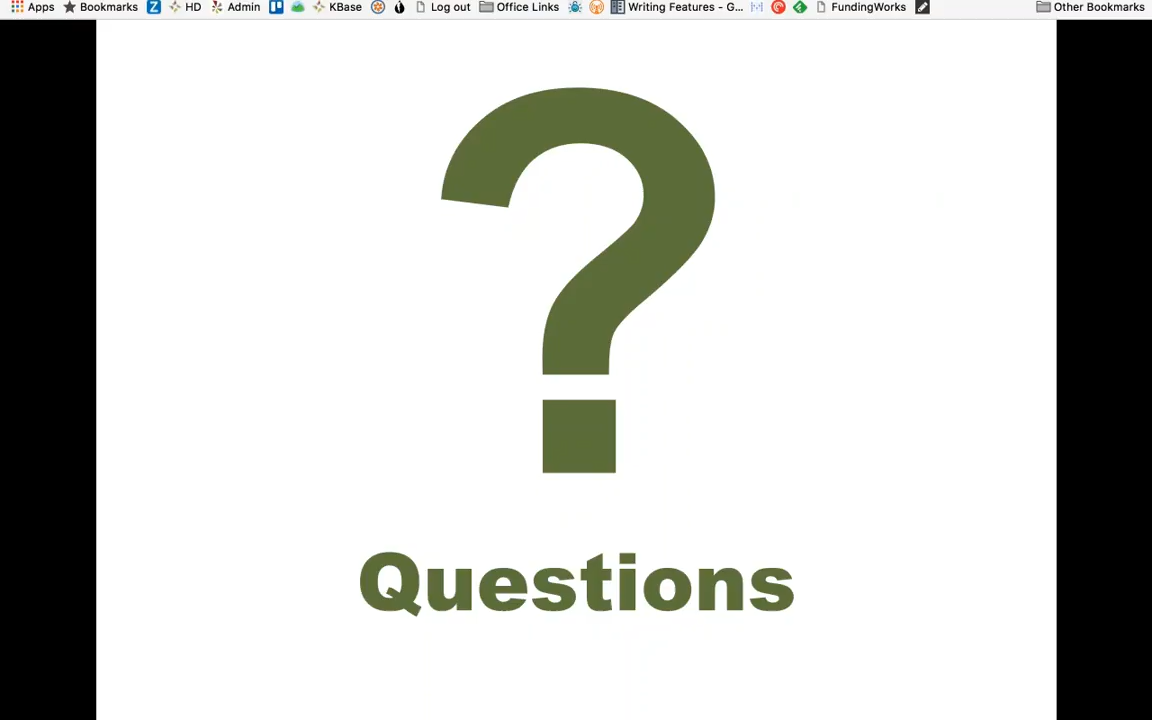 Apps Bookmarks HD Admin KBase Log out Office Links Writing Features - G... FundingWorks Other Bookmarks
?
Questions